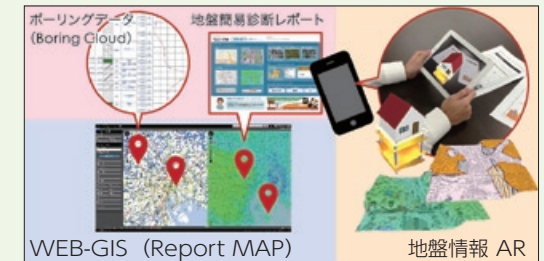 ボーリングデータ
(Boring Cloud)
地盤簡易診断レポート
WEB-GIS (Report MAP)
地盤情報 AR